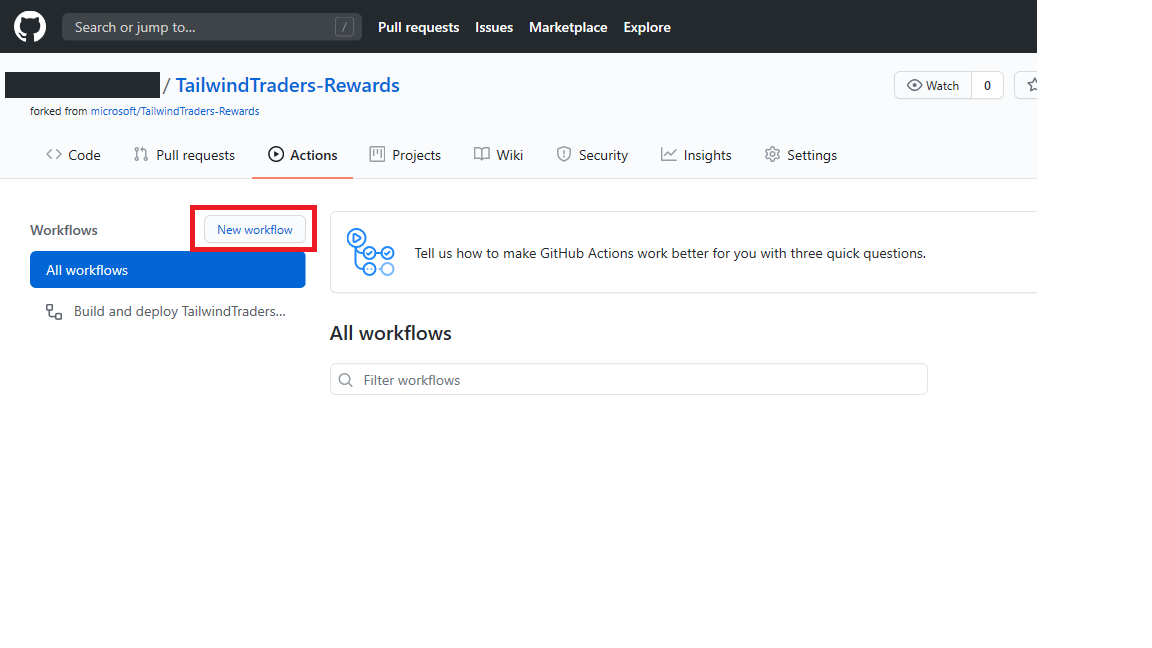 Search or jump to... / Pull requests Issues Marketplace Explore
/ TailwindTraders-Rewards Watch 0
forked from microsoft/TailwindTraders-Rewards
Code Pull requests Actions Projects Wiki Security Insights Settings
Workflows New workflow
All workflows
Build and deploy TailwindTraders...
Tell us how to make GitHub Actions work better for you with three quick questions.
All workflows
Filter workflows